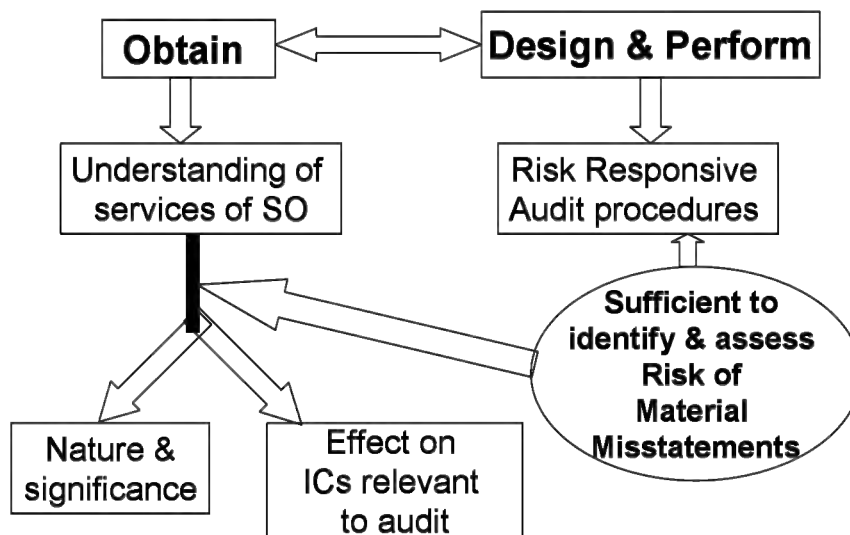 Obtain
Design & Perform
Understanding of
services of SO
Risk Responsive
Audit procedures
Sufficient to
identify & assess
Risk of
Material
Misstatements
Nature &
significance
Effect on
ICs relevant
to audit